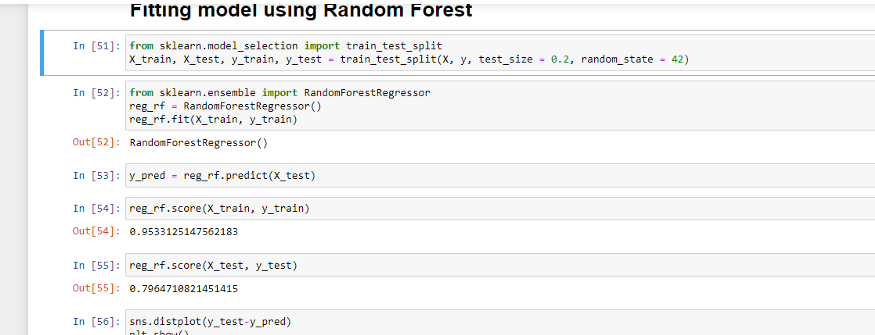 Fitting model using Random Forest
In [51]: from sklearn.model_selection import train_test_split
X_train, X_test, y_train, y_test = train_test_split(X, y, test_size = 0.2, random_state = 42)
In [52]: from sklearn.ensemble import RandomForestRegressor
reg_rf = RandomForestRegressor()
reg_rf.fit(X_train, y_train)
Out[52]: RandomForestRegressor()
In [53]: y_pred = reg_rf.predict(X_test)
In [54]: reg_rf.score(X_train, y_train)
Out[54]: 0.9533125147562183
In [55]: reg_rf.score(X_test, y_test)
Out[55]: 0.7964710821451415
In [56]: sns.distplot(y_test-y_pred)
plt.show()